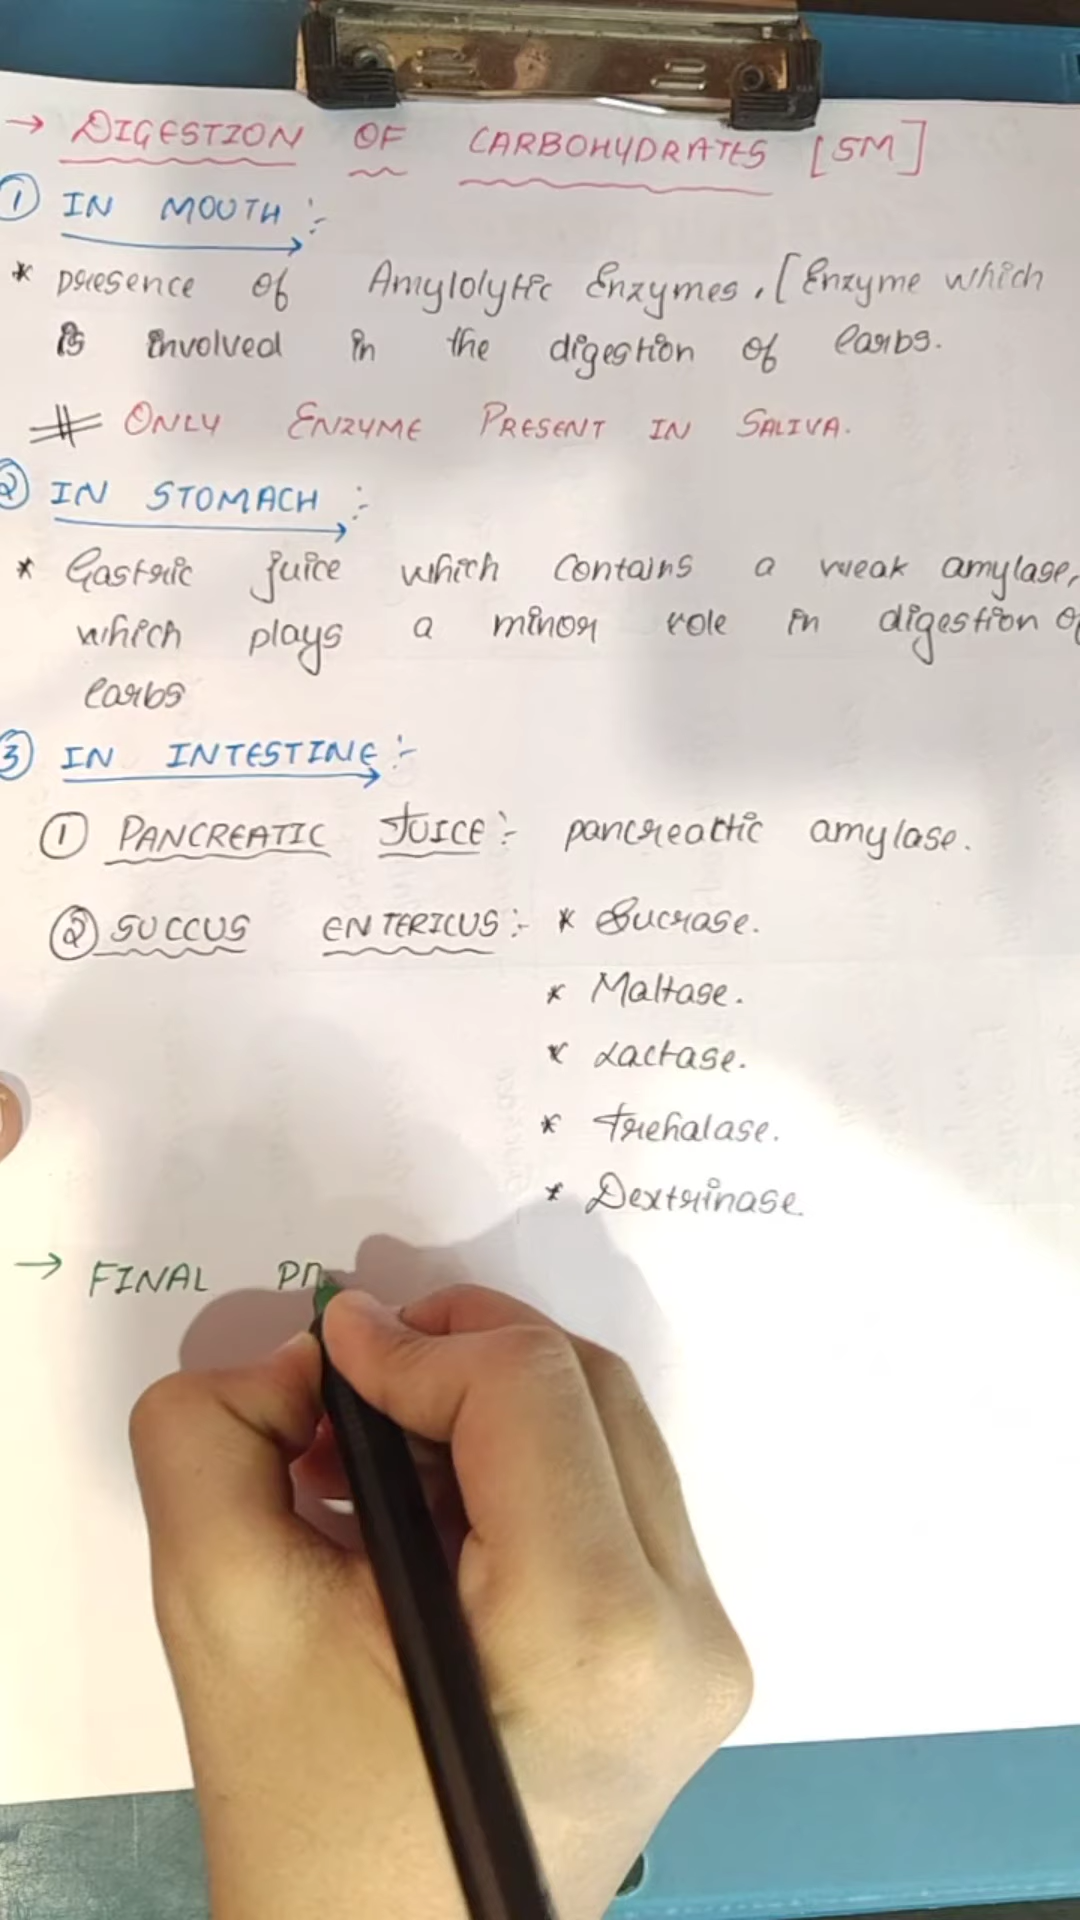 → DIGESTION OF CARBOHYDRATES [5M]
① IN MOUTH :-
* presence of Amylolytic Enzymes, [Enzyme which
is involved in the digestion of carbs.
# ONLY ENZYME PRESENT IN SALIVA.
② IN STOMACH :-
* Gastric juice which contains a weak amylase,
which plays a minor role in digestion of
carbs
③ IN INTESTINE :-
① PANCREATIC JUICE :- pancreactic amylase.
② SUCCUS ENTERICUS :- * Sucrase.
* Maltase.
* Lactase.
* Trehalase.
* Dextrinase
→ FINAL